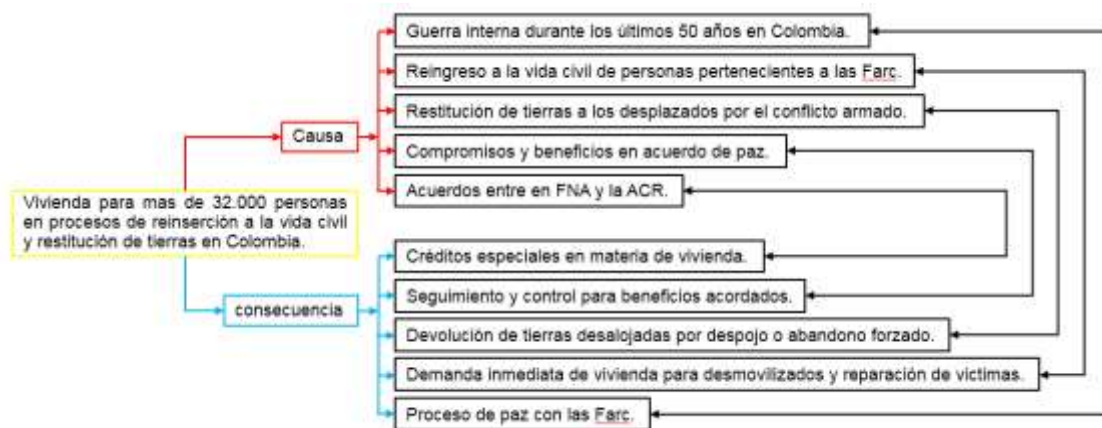 Guerra interna durante los últimos 50 años en Colombia.
Reingreso a la vida civil de personas pertenecientes a las Farc.
Restitución de tierras a los desplazados por el conflicto armado.
Causa
Compromisos y beneficios en acuerdo de paz.
Acuerdos entre en FNA y la ACR.
Vivienda para mas de 32.000 personas
en procesos de reinserción a la vida civil
y restitución de tierras en Colombia.
Créditos especiales en materia de vivienda.
Seguimiento y control para beneficios acordados.
consecuencia
Devolución de tierras desalojadas por despojo o abandono forzado.
Demanda inmediata de vivienda para desmovilizados y reparación de victimas.
Proceso de paz con las Farc.